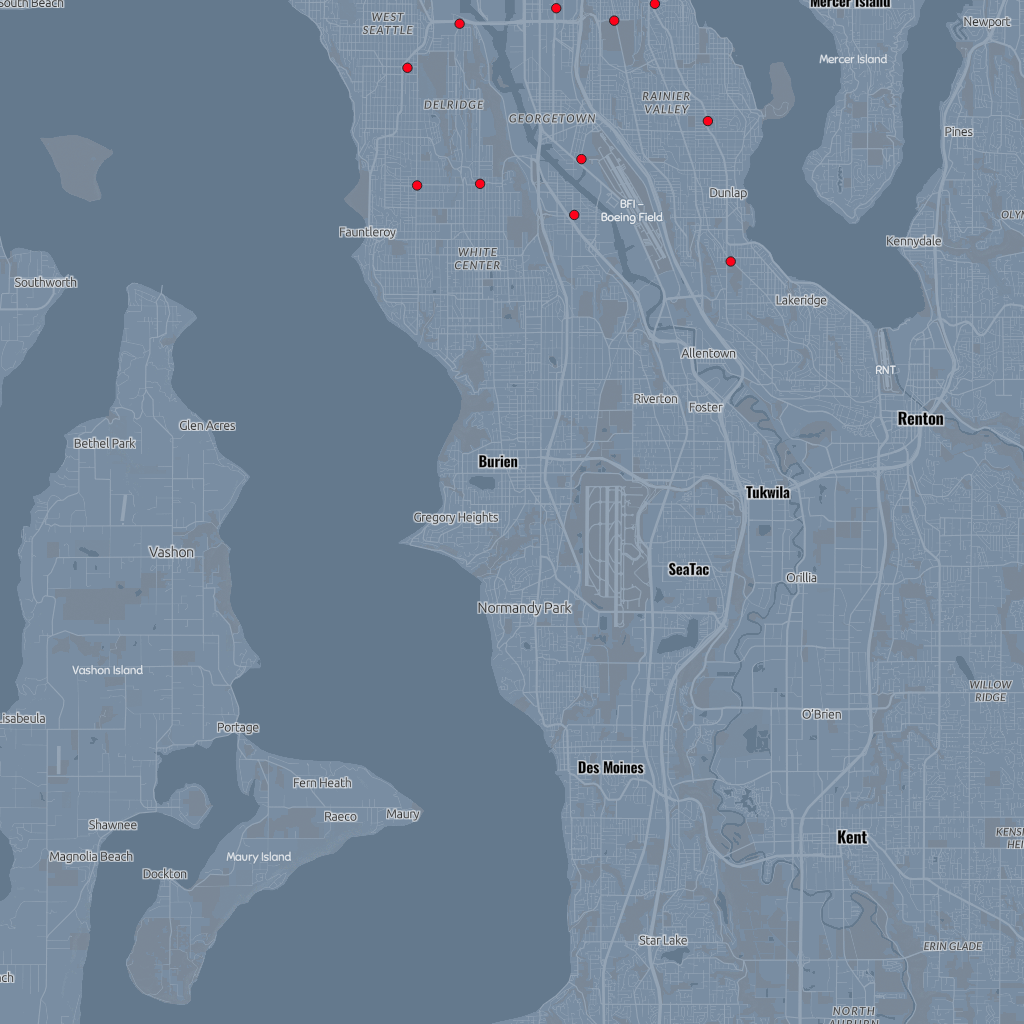 South Beach
WEST
SEATTLE
Mercer Island
Newport
Mercer Island
DELRIDGE
RAINIER
VALLEY
GEORGETOWN
Pines
Dunlap
BFI –
Boeing Field
Fauntleroy
Kennydale
WHITE
CENTER
Southworth
Lakeridge
Allentown
RNT
Riverton
Foster
Renton
Glen Acres
Bethel Park
Burien
Tukwila
Gregory Heights
Vashon
SeaTac
Orillia
Normandy Park
Vashon Island
WILLOW
RIDGE
Lisabeula
O'Brien
Portage
Des Moines
Fern Heath
Maury
Raeco
Shawnee
Kent
Magnolia Beach
Maury Island
Dockton
Star Lake
ERIN GLADE
NORTH
AUBURN